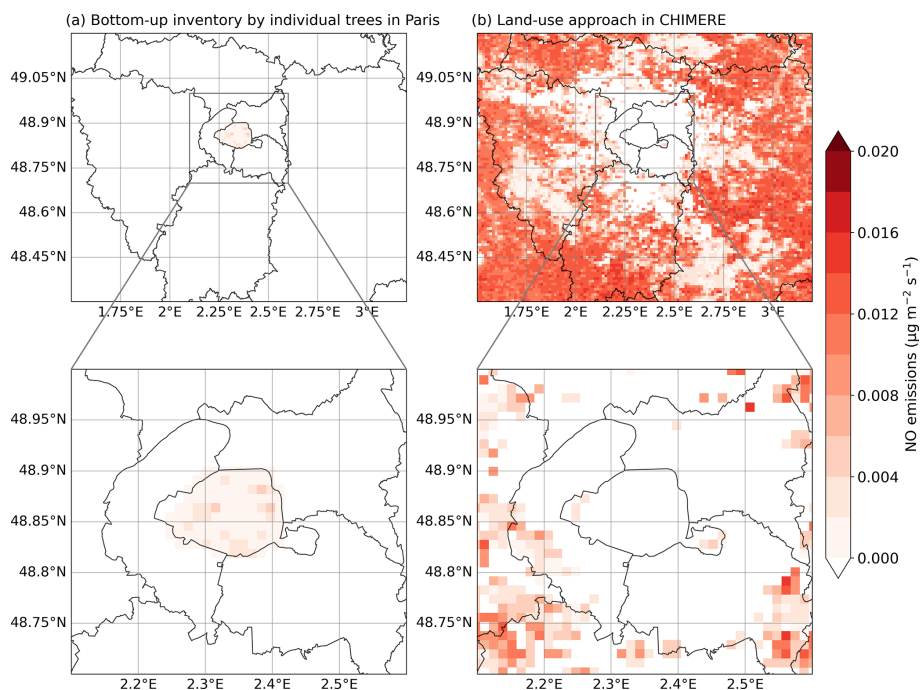 (a) Bottom-up inventory by individual trees in Paris
(b) Land-use approach in CHIMERE
49.05°N
48.9°N
48.75°N
48.6°N
48.45°N
1.75°E 2°E 2.25°E 2.5°E 2.75°E 3°E
49.05°N
48.9°N
48.75°N
48.6°N
48.45°N
1.75°E 2°E 2.25°E 2.5°E 2.75°E 3°E
48.95°N
48.9°N
48.85°N
48.8°N
48.75°N
2.2°E 2.3°E 2.4°E 2.5°E
48.95°N
48.9°N
48.85°N
48.8°N
48.75°N
2.2°E 2.3°E 2.4°E 2.5°E
0.020
0.016
0.012
0.008
0.004
0.000
NO emissions (µg m⁻² s⁻¹)